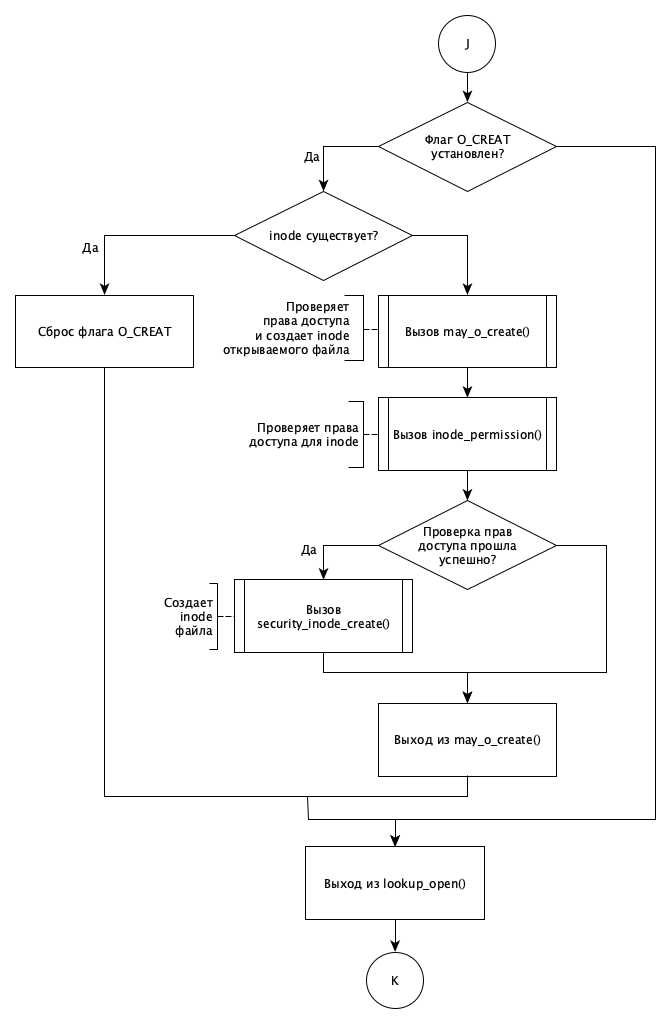 J
Флаг O_CREAT
установлен?
Да
inode существует?
Да
Сброс флага O_CREAT
Проверяет
права доступа
и создает inode
открываемого файла
Вызов may_o_create()
Проверяет права
доступа для inode
Вызов inode_permission()
Проверка прав
доступа прошла
успешно?
Да
Создает
inode
файла
Вызов
security_inode_create()
Выход из may_o_create()
Выход из lookup_open()
K